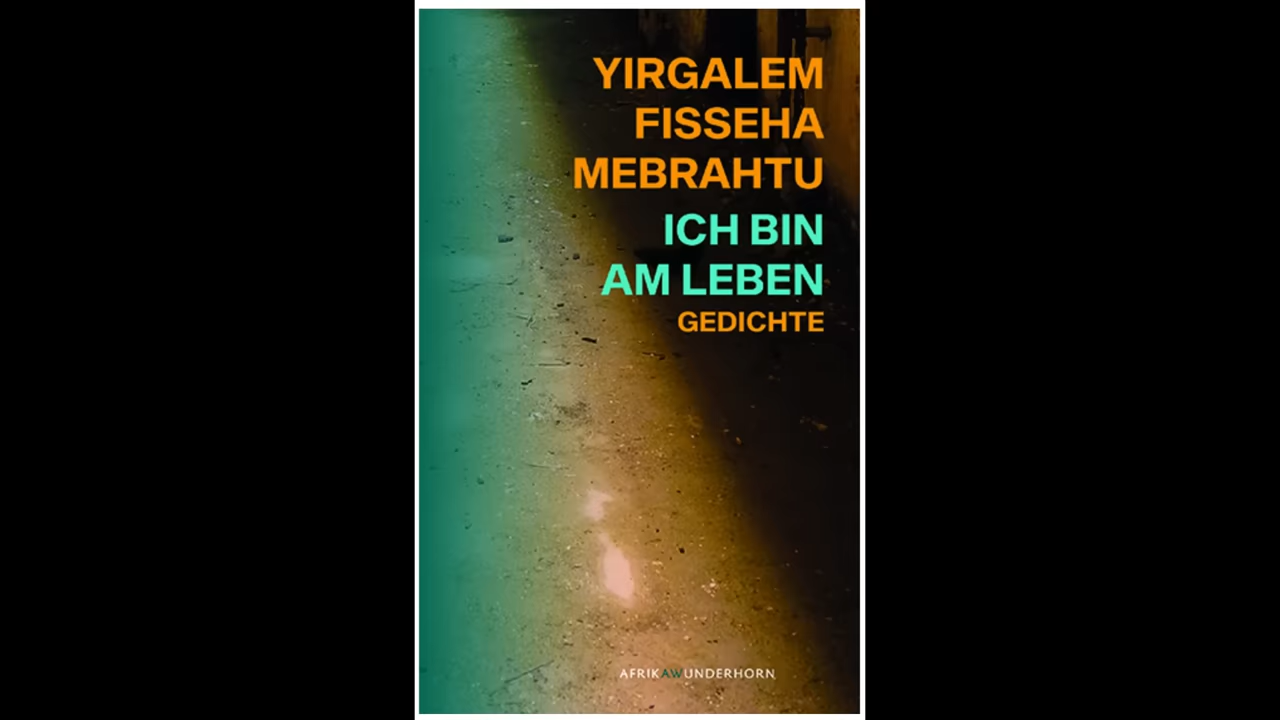 YIRGALEM
FISSEHA
MEBRAHTU
ICH BIN
AM LEBEN
GEDICHTE
AFRIKAWUNDERHORN